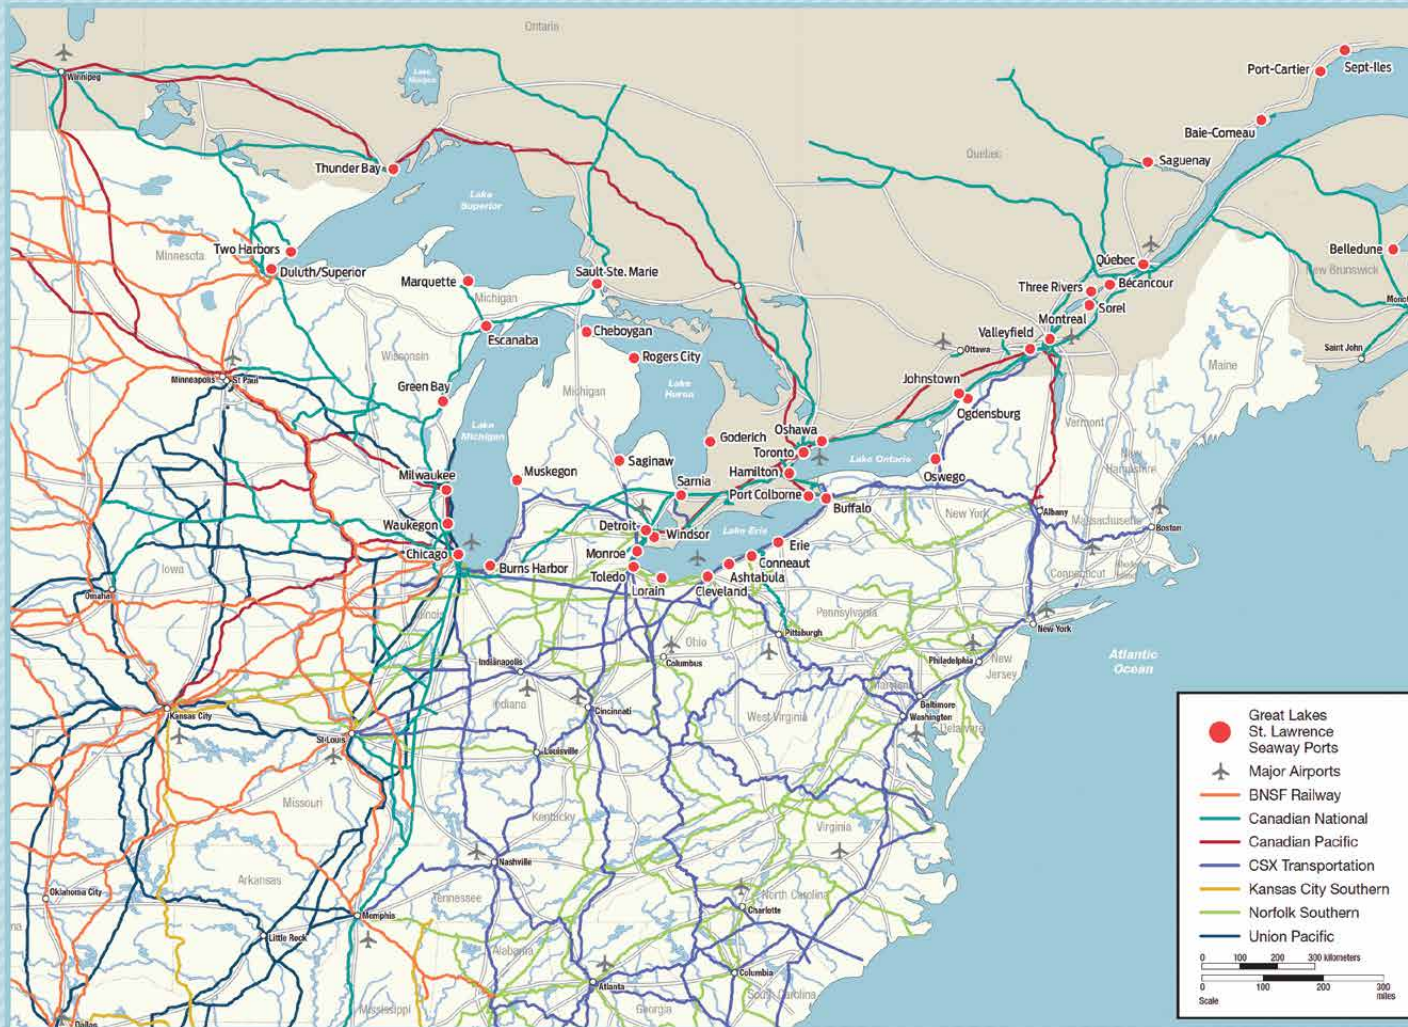 Ontario
Winnipeg
Lake
Nipigon
Port-Cartier
Sept-Iles
Baie-Comeau
Quebec
Saguenay
Thunder Bay
Lake
Superior
Two Harbors
Minnesota
Duluth/Superior
Marquette
Michigan
Sault-Ste. Marie
Québec
Belledune
New Brunswick
Three Rivers
Bécancour
Sorel
Montreal
Valleyfield
Escanaba
Cheboygan
Rogers City
Wisconsin
Ottawa
Saint John
Maine
Minneapolis
St Paul
Green Bay
Michigan
Lake
Huron
Johnstown
Ogdensburg
Vermont
Lake
Michigan
Goderich
Oshawa
Toronto
Lake Ontario
New
Hampshire
Milwaukee
Muskegon
Saginaw
Sarnia
Hamilton
Port Colborne
Oswego
Buffalo
New York
Albany
Massachusetts
Boston
Waukegon
Detroit
Windsor
Lake Erie
Chicago
Burns Harbor
Monroe
Erie
Conneaut
Iowa
Toledo
Ashtabula
Connecticut
Rhode
Island
Omaha
Lorain
Cleveland
Illinois
Pennsylvania
New York
Pittsburgh
Ohio
Columbus
Indianapolis
Philadelphia
New
Jersey
Atlantic
Ocean
Maryland
Kansas City
Indiana
Cincinnati
West Virginia
Baltimore
Washington
Delaware
St-Louis
Louisville
Missouri
Kentucky
Virginia
Nashville
Arkansas
Oklahoma City
Tennessee
North Carolina
Charlotte
Memphis
Little Rock
Alabama
Columbia
Atlanta
South Carolina
Mississippi
Georgia
Dallas
Great Lakes
St. Lawrence
Seaway Ports
Major Airports
BNSF Railway
Canadian National
Canadian Pacific
CSX Transportation
Kansas City Southern
Norfolk Southern
Union Pacific
0 100 200 300 kilometers
0 100 200 300
miles
Scale